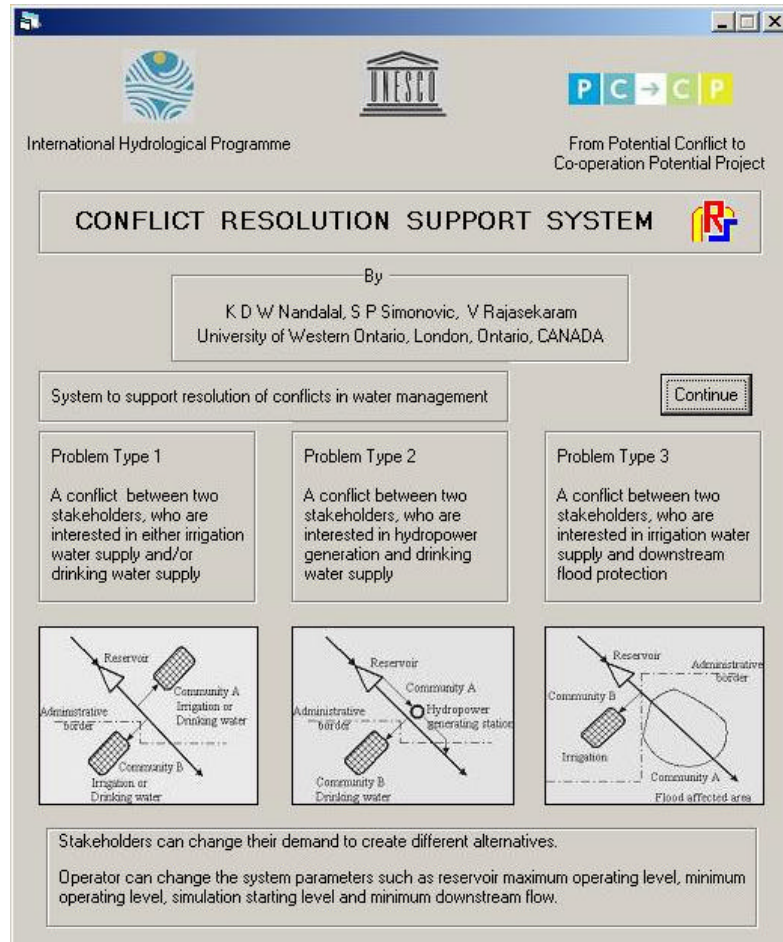 UNESCO
P C → C P
International Hydrological Programme
From Potential Conflict to
Co-operation Potential Project
CONFLICT RESOLUTION SUPPORT SYSTEM
By
K D W Nandalal, S P Simonovic, V Rajasekaram
University of Western Ontario, London, Ontario, CANADA
System to support resolution of conflicts in water management
Continue
Problem Type 1
A conflict between two
stakeholders, who are
interested in either irrigation
water supply and/or
drinking water supply
Problem Type 2
A conflict between two
stakeholders, who are
interested in hydropower
generation and drinking
water supply
Problem Type 3
A conflict between two
stakeholders, who are
interested in irrigation water
supply and downstream
flood protection
Reservoir
Community A
Irrigation or
Drinking water
Administrative
border
Community B
Irrigation or
Drinking water
Reservoir
Community A
Hydropower
generating station
Administrative
border
Community B
Drinking water
Reservoir
Administrative
border
Community B
Irrigation
Community A
Flood affected area
Stakeholders can change their demand to create different alternatives.
Operator can change the system parameters such as reservoir maximum operating level, minimum
operating level, simulation starting level and minimum downstream flow.